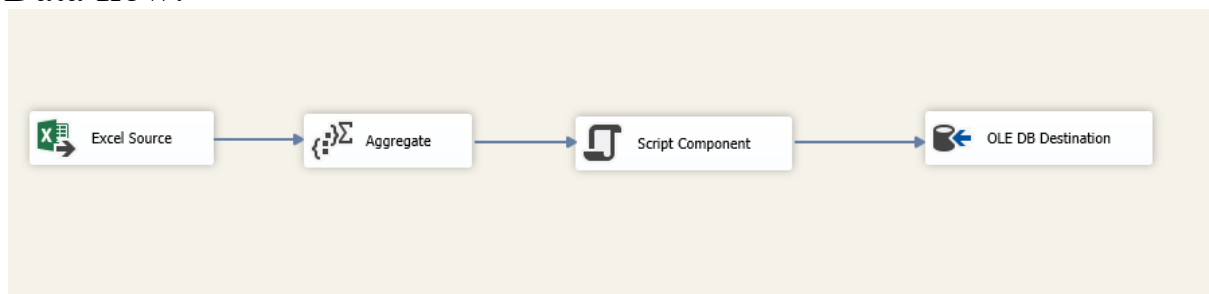 Excel Source
Aggregate
Script Component
OLE DB Destination